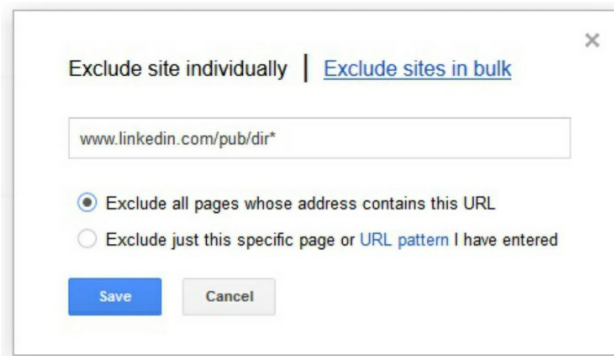 Exclude site individually | Exclude sites in bulk
www.linkedin.com/pub/dir*
Exclude all pages whose address contains this URL
Exclude just this specific page or URL pattern I have entered
Save Cancel